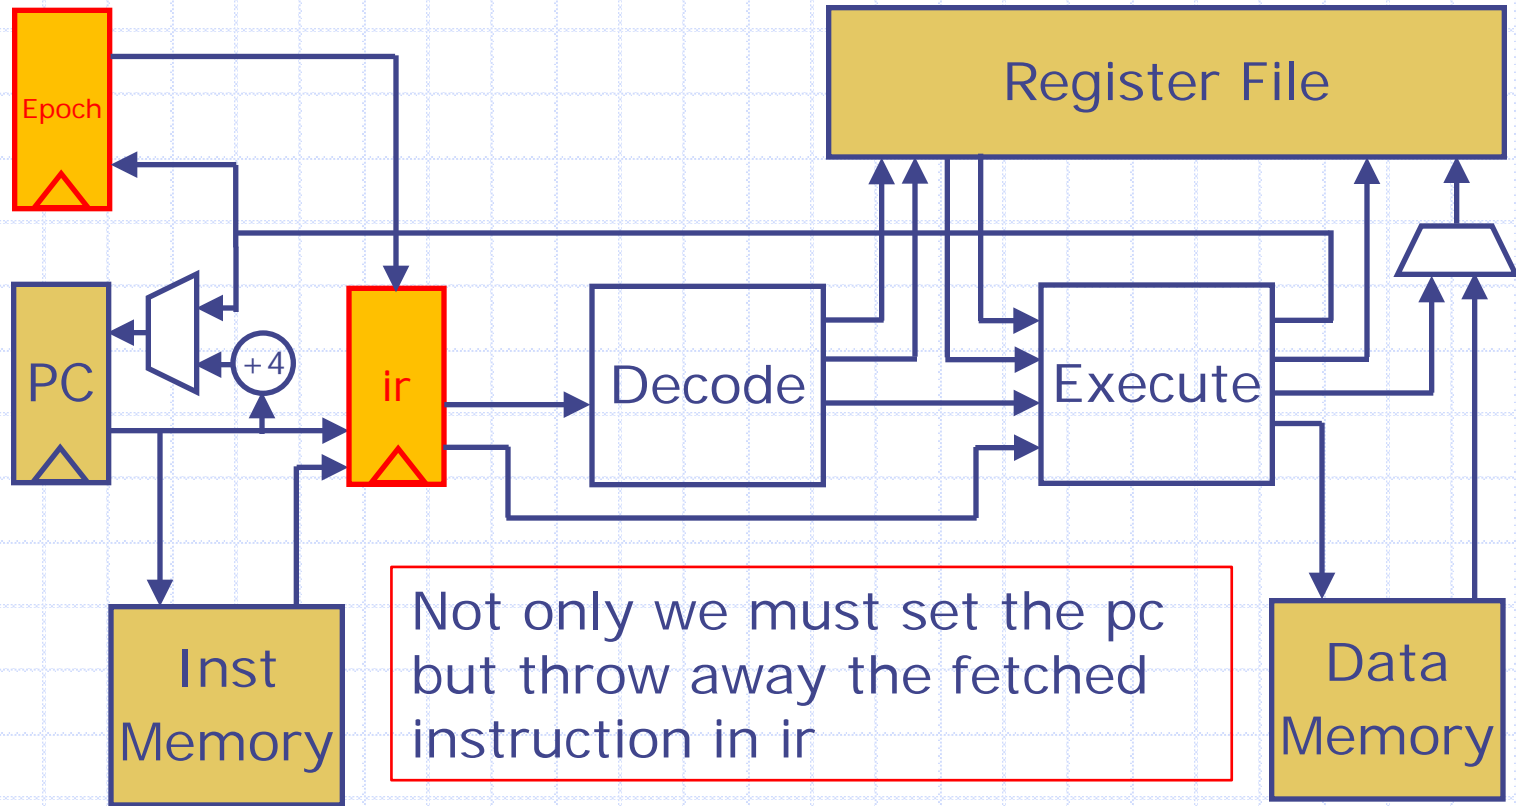 Epoch
Register File
PC
+4
ir
Decode
Execute
Inst
Memory
Not only we must set the pc
but throw away the fetched
instruction in ir
Data
Memory